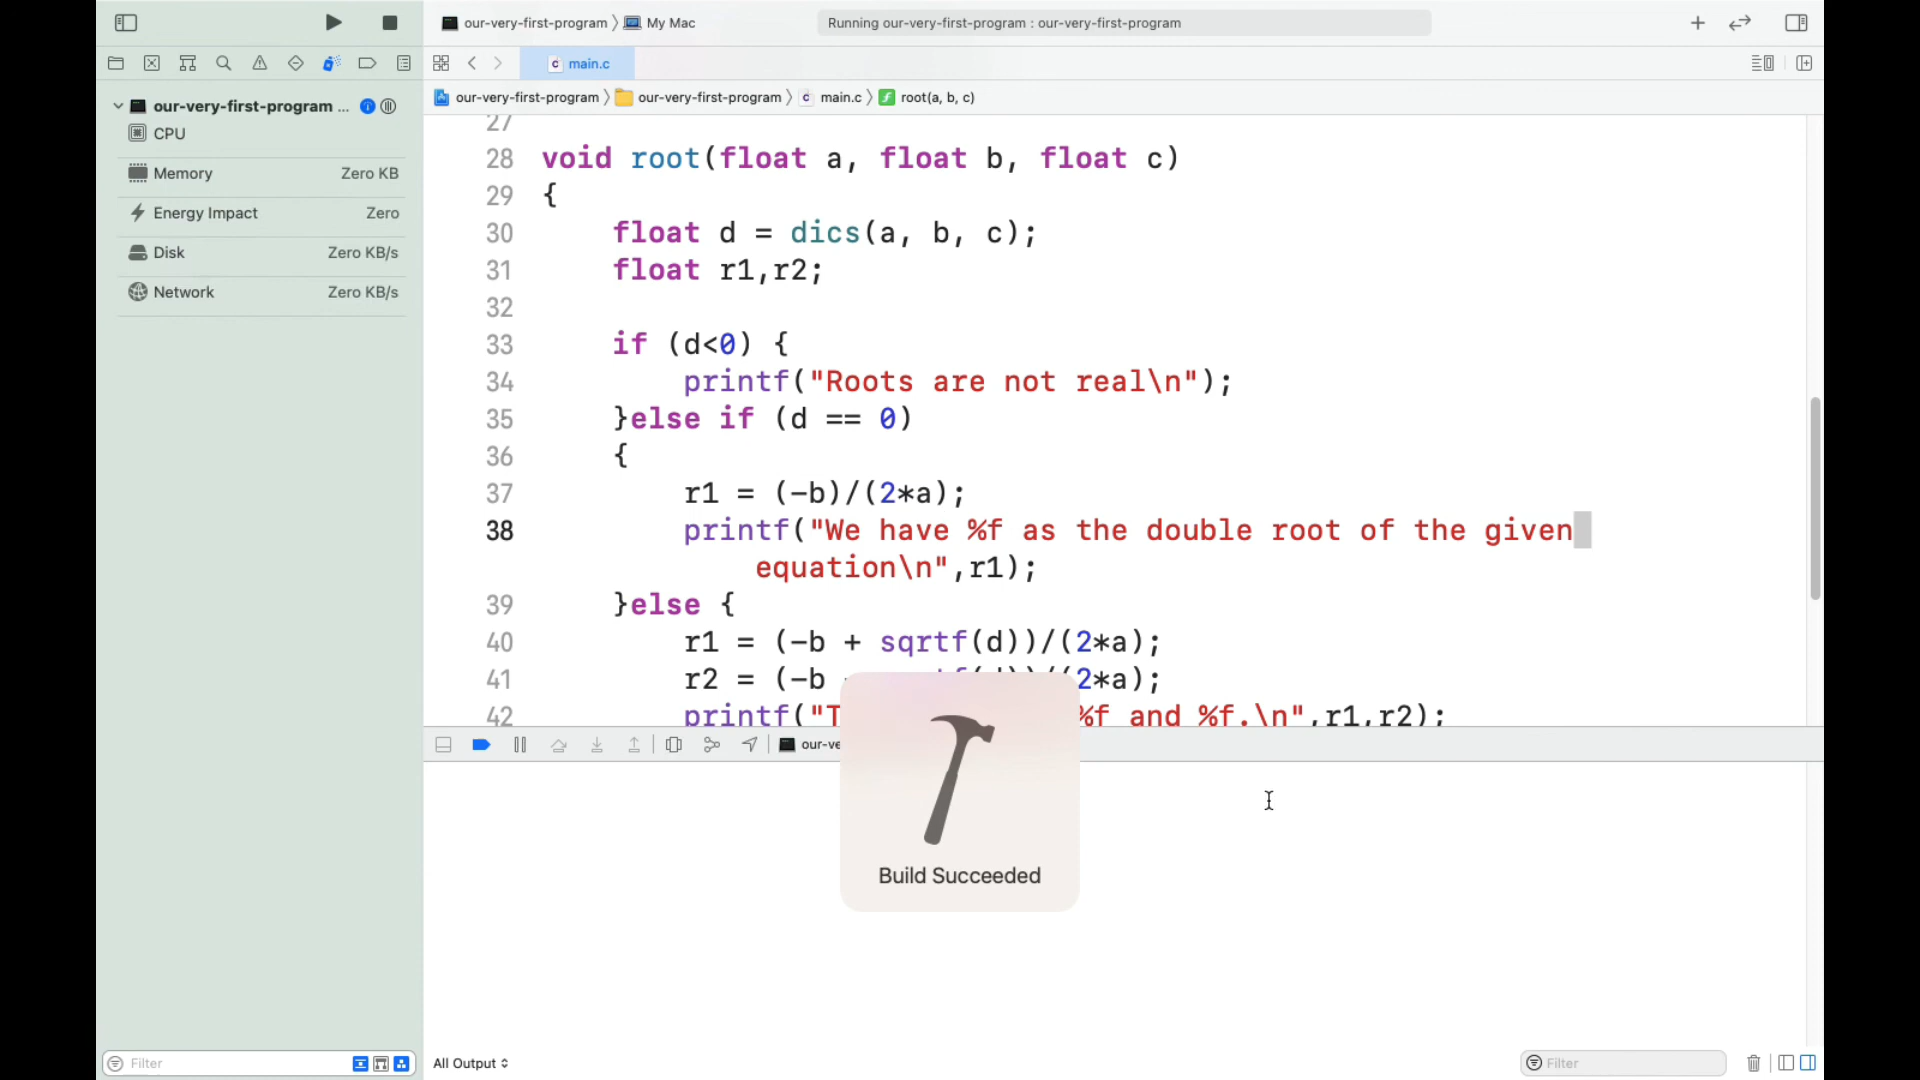 our-very-first-program 〉 My Mac
Running our-very-first-program : our-very-first-program
main.c
our-very-first-program ... 
our-very-first-program 〉 our-very-first-program 〉 main.c 〉 root(a, b, c)
CPU
Memory Zero KB
Energy Impact Zero
Disk Zero KB/s
Network Zero KB/s
27
28 void root(float a, float b, float c)
29 {
30 float d = dics(a, b, c);
31 float r1,r2;
32
33 if (d<0) {
34 printf("Roots are not real\n");
35 }else if (d == 0)
36 {
37 r1 = (-b)/(2*a);
38 printf("We have %f as the double root of the given
equation\n",r1);
39 }else {
40 r1 = (-b + sqrtf(d))/(2*a);
41 r2 = (-b 2*a);
42 printf("T %f and %f.\n",r1,r2);
our-ve
Build Succeeded
Filter
All Output
Filter